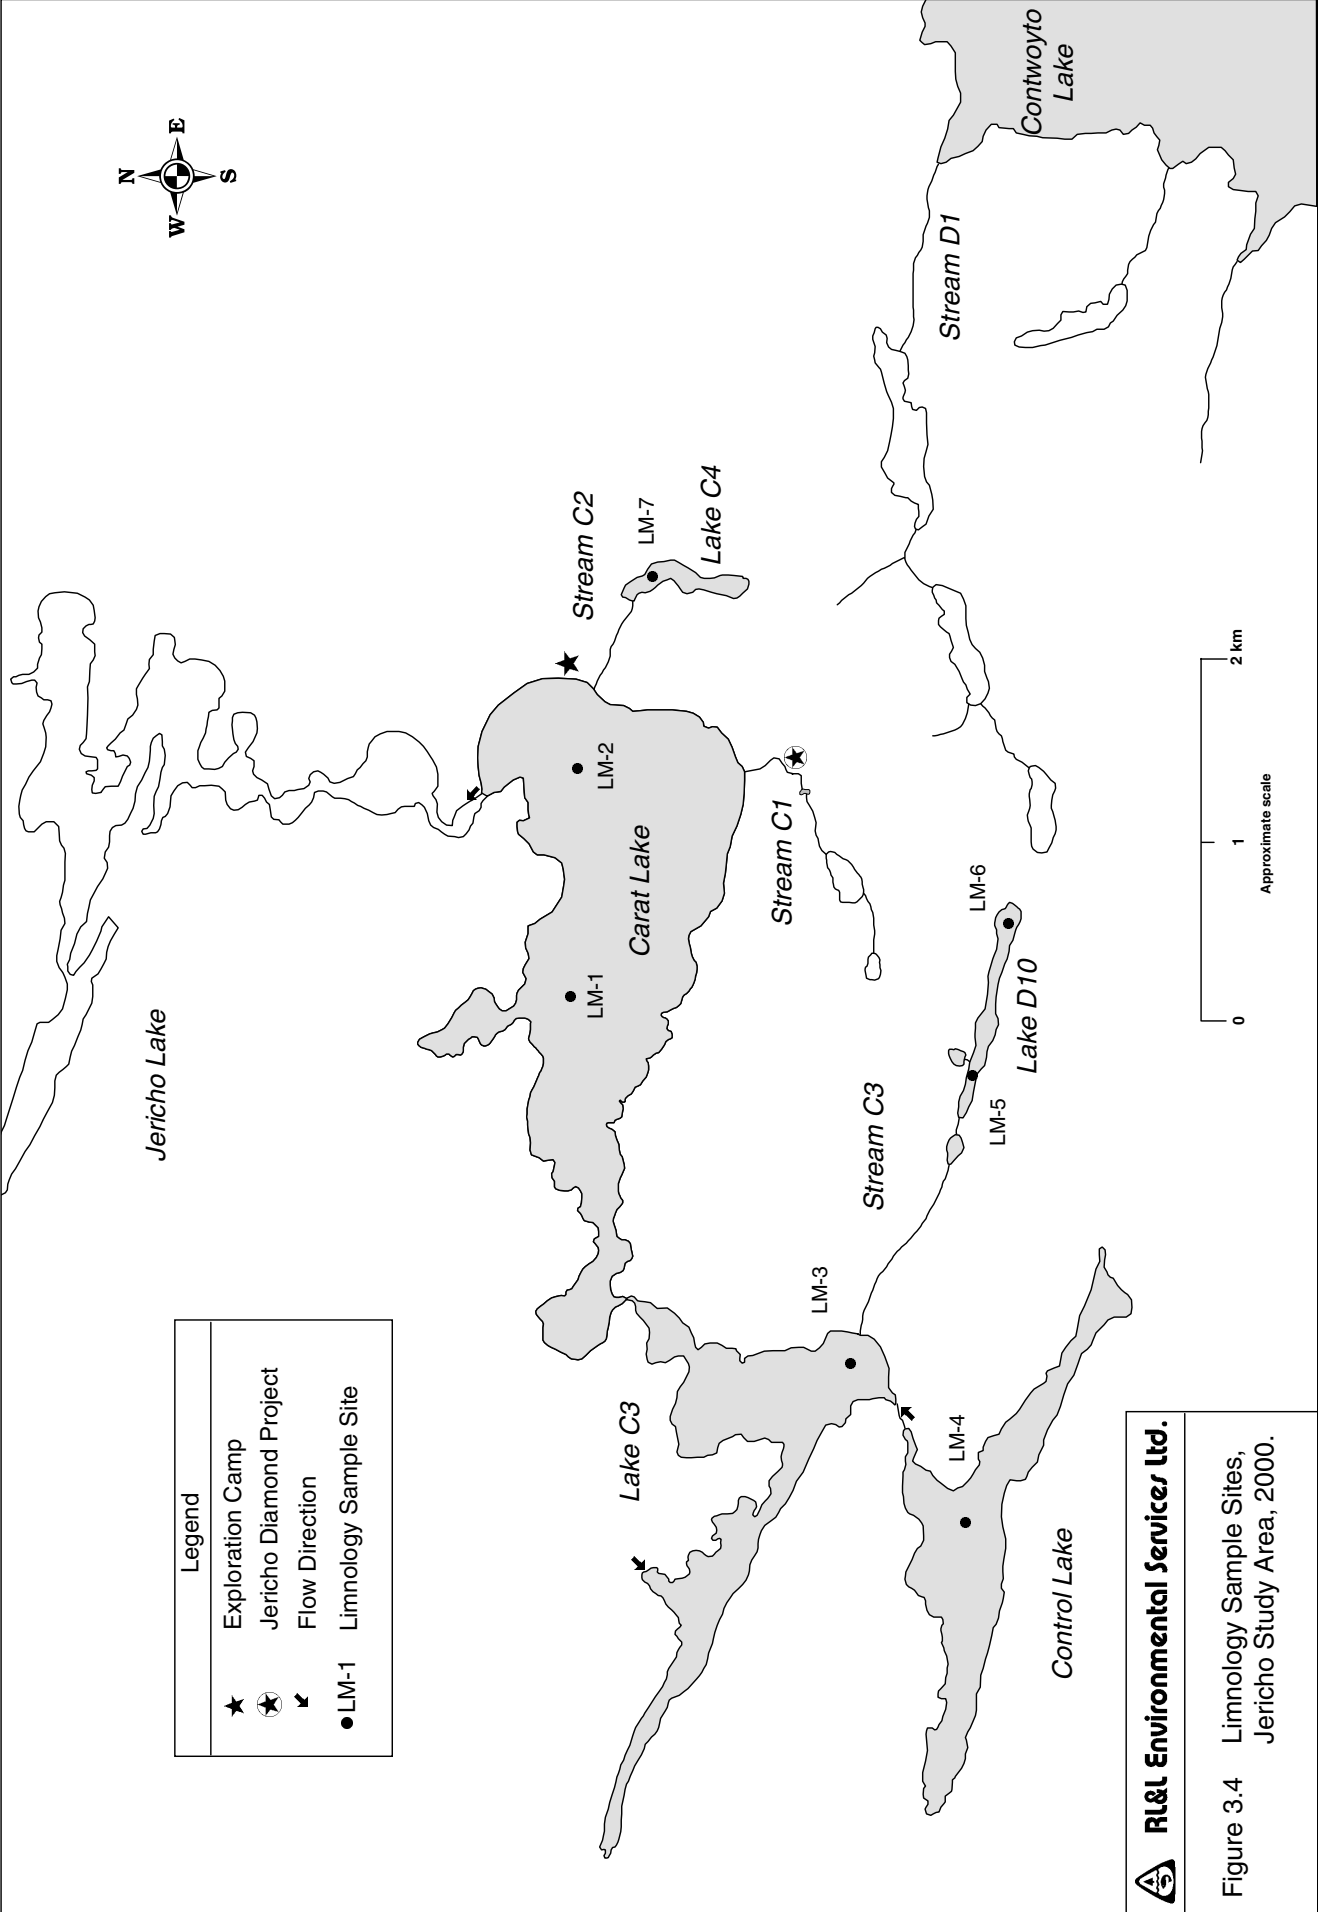 N
W
E
S
Jericho Lake
Legend
Exploration Camp
Jericho Diamond Project
Flow Direction
LM-1 Limnology Sample Site
Stream C2
LM-7
Lake C4
LM-2
Carat Lake
LM-1
Stream C1
Lake C3
LM-3
Stream C3
LM-6
Lake D10
LM-5
LM-4
Control Lake
Stream D1
Contwoyto
Lake
0
1
2 km
Approximate scale
RL&L Environmental Services Ltd.
Figure 3.4 Limnology Sample Sites,
Jericho Study Area, 2000.